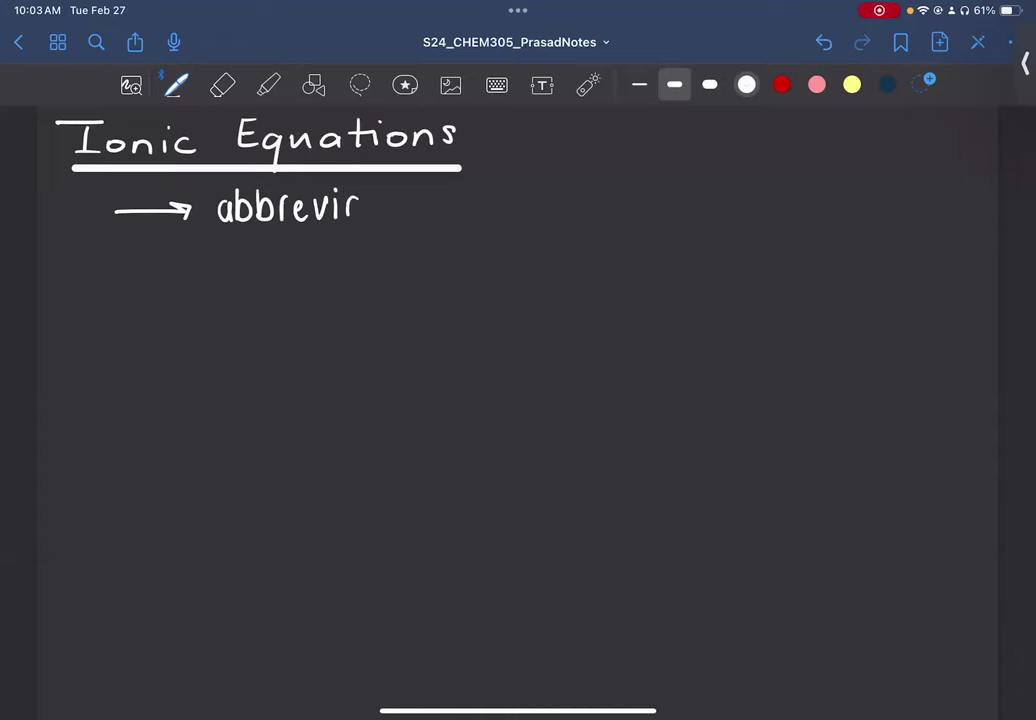 10:03 AM Tue Feb 27
61%
S24_CHEM305_PrasadNotes
Ionic Equations
→ abbrevir